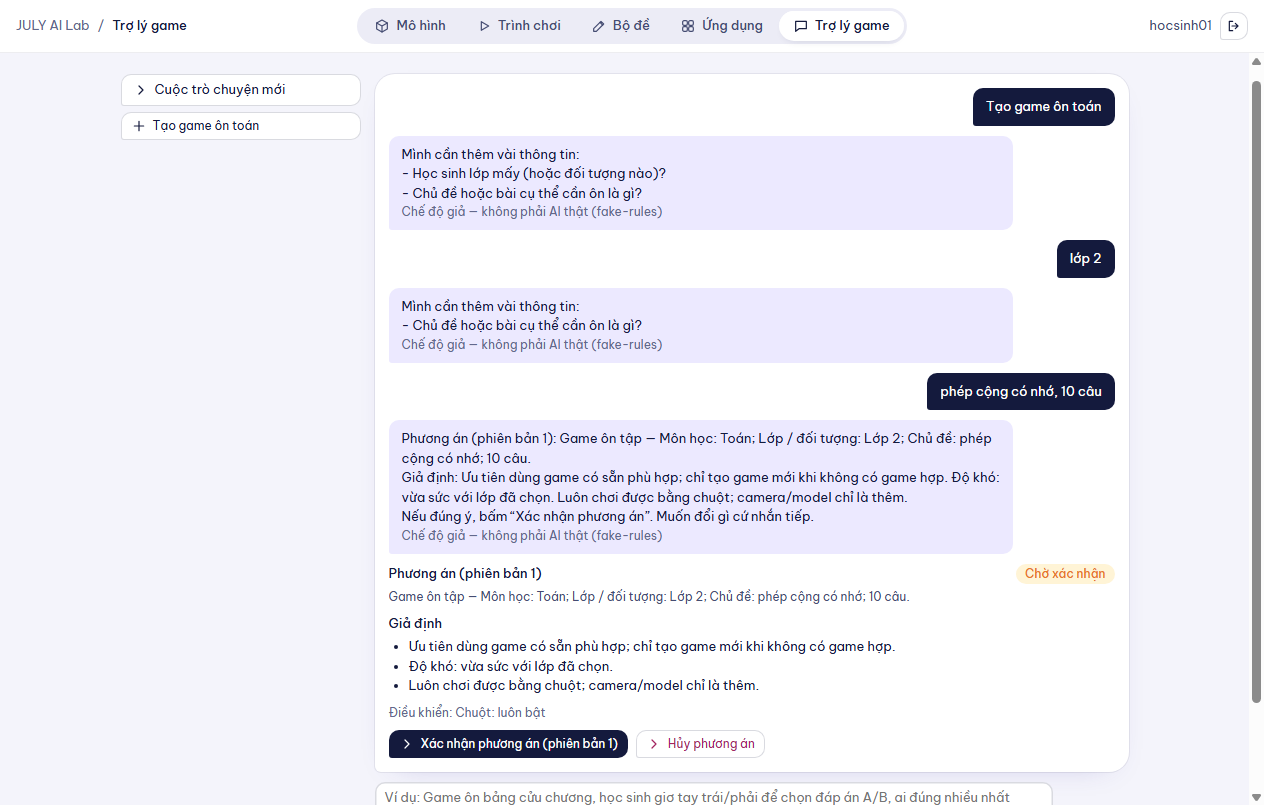 JULY AI Lab / Trợ lý game
Mô hình
Trình chơi
Bộ đề
Ứng dụng
Trợ lý game
hocsinh01
Cuộc trò chuyện mới
Tạo game ôn toán
Tạo game ôn toán
Mình cần thêm vài thông tin:
- Học sinh lớp mấy (hoặc đối tượng nào)?
- Chủ đề hoặc bài cụ thể cần ôn là gì?
Chế độ giả — không phải AI thật (fake-rules)
lớp 2
Mình cần thêm vài thông tin:
- Chủ đề hoặc bài cụ thể cần ôn là gì?
Chế độ giả — không phải AI thật (fake-rules)
phép cộng có nhớ, 10 câu
Phương án (phiên bản 1): Game ôn tập — Môn học: Toán; Lớp / đối tượng: Lớp 2; Chủ đề: phép
cộng có nhớ; 10 câu.
Giả định: Ưu tiên dùng game có sẵn phù hợp; chỉ tạo game mới khi không có game hợp. Độ khó:
vừa sức với lớp đã chọn. Luôn chơi được bằng chuột; camera/model chỉ là thêm.
Nếu đúng ý, bấm “Xác nhận phương án”. Muốn đổi gì cứ nhắn tiếp.
Chế độ giả — không phải AI thật (fake-rules)
Phương án (phiên bản 1)
Chờ xác nhận
Game ôn tập — Môn học: Toán; Lớp / đối tượng: Lớp 2; Chủ đề: phép cộng có nhớ; 10 câu.
Giả định
• Ưu tiên dùng game có sẵn phù hợp; chỉ tạo game mới khi không có game hợp.
• Độ khó: vừa sức với lớp đã chọn.
• Luôn chơi được bằng chuột; camera/model chỉ là thêm.
Điều khiển: Chuột: luôn bật
Xác nhận phương án (phiên bản 1)
Hủy phương án
Ví dụ: Game ôn bảng cửu chương, học sinh giơ tay trái/phải để chọn đáp án A/B, ai đúng nhiều nhất